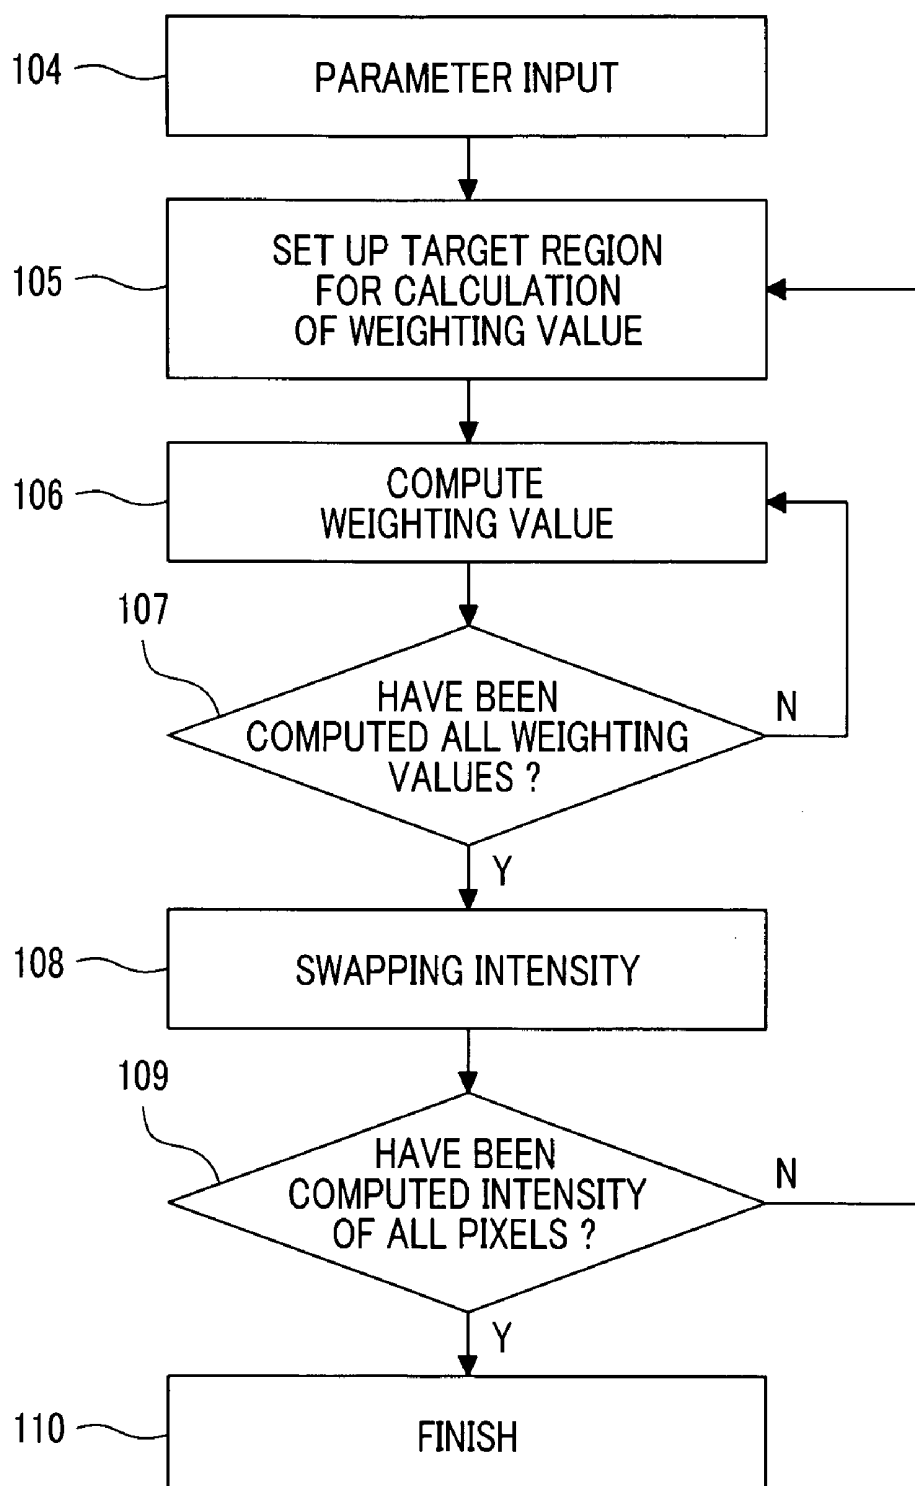 104
PARAMETER INPUT
105
SET UP TARGET REGION
FOR CALCULATION
OF WEIGHTING VALUE
106
COMPUTE
WEIGHTING VALUE
107
HAVE BEEN
COMPUTED ALL WEIGHTING
VALUES ?
N
Y
108
SWAPPING INTENSITY
109
HAVE BEEN
COMPUTED INTENSITY
OF ALL PIXELS ?
N
Y
110
FINISH